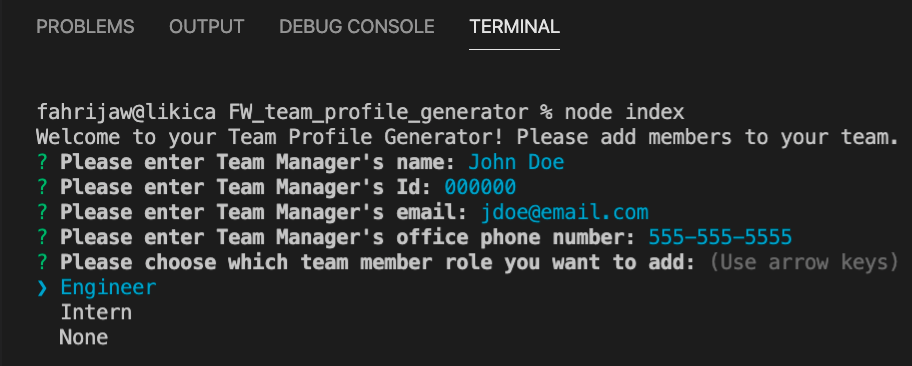 PROBLEMS OUTPUT DEBUG CONSOLE TERMINAL
fahrijaw@likica FW_team_profile_generator % node index
Welcome to your Team Profile Generator! Please add members to your team.
? Please enter Team Manager's name: John Doe
? Please enter Team Manager's Id: 000000
? Please enter Team Manager's email: jdoe@email.com
? Please enter Team Manager's office phone number: 555-555-5555
? Please choose which team member role you want to add: (Use arrow keys)
❯ Engineer
Intern
None